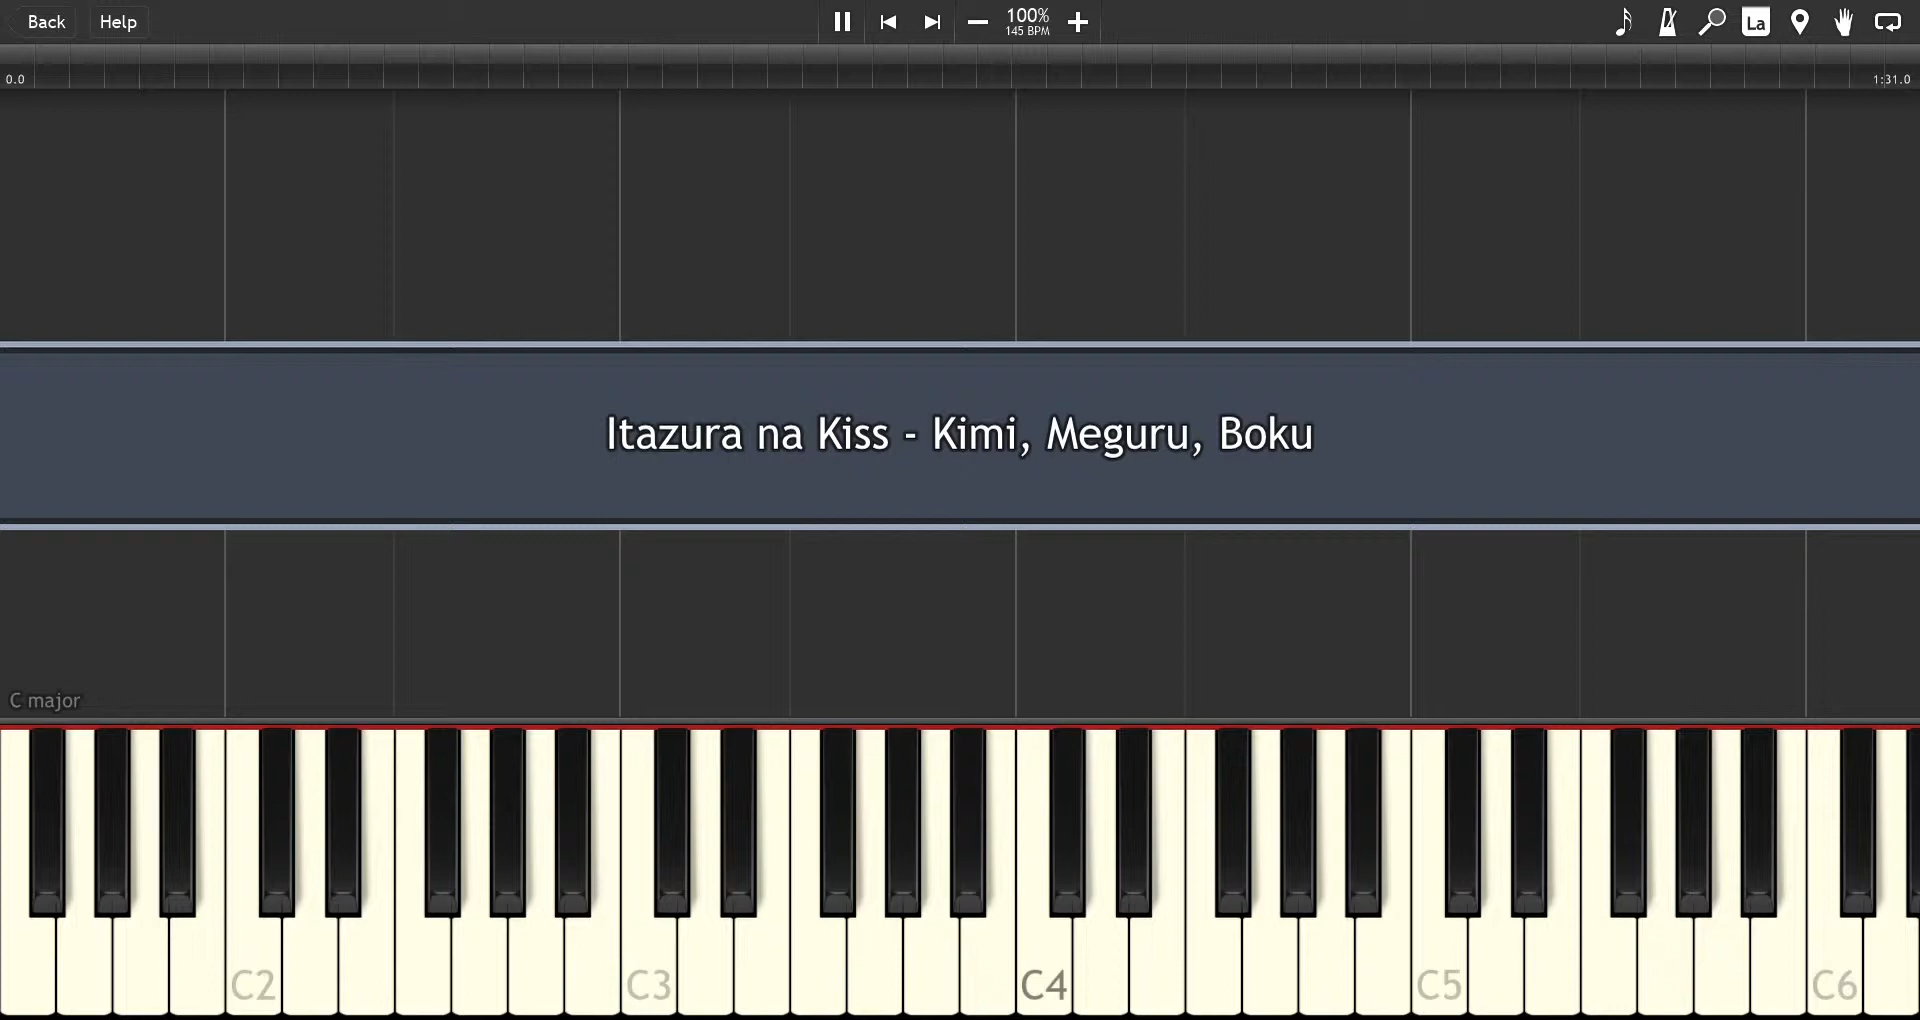 Back Help 100% La
145 BPM
0.0 1:31.0
Itazura na Kiss - Kimi, Meguru, Boku
C major
C2 C3 C4 C5 C6